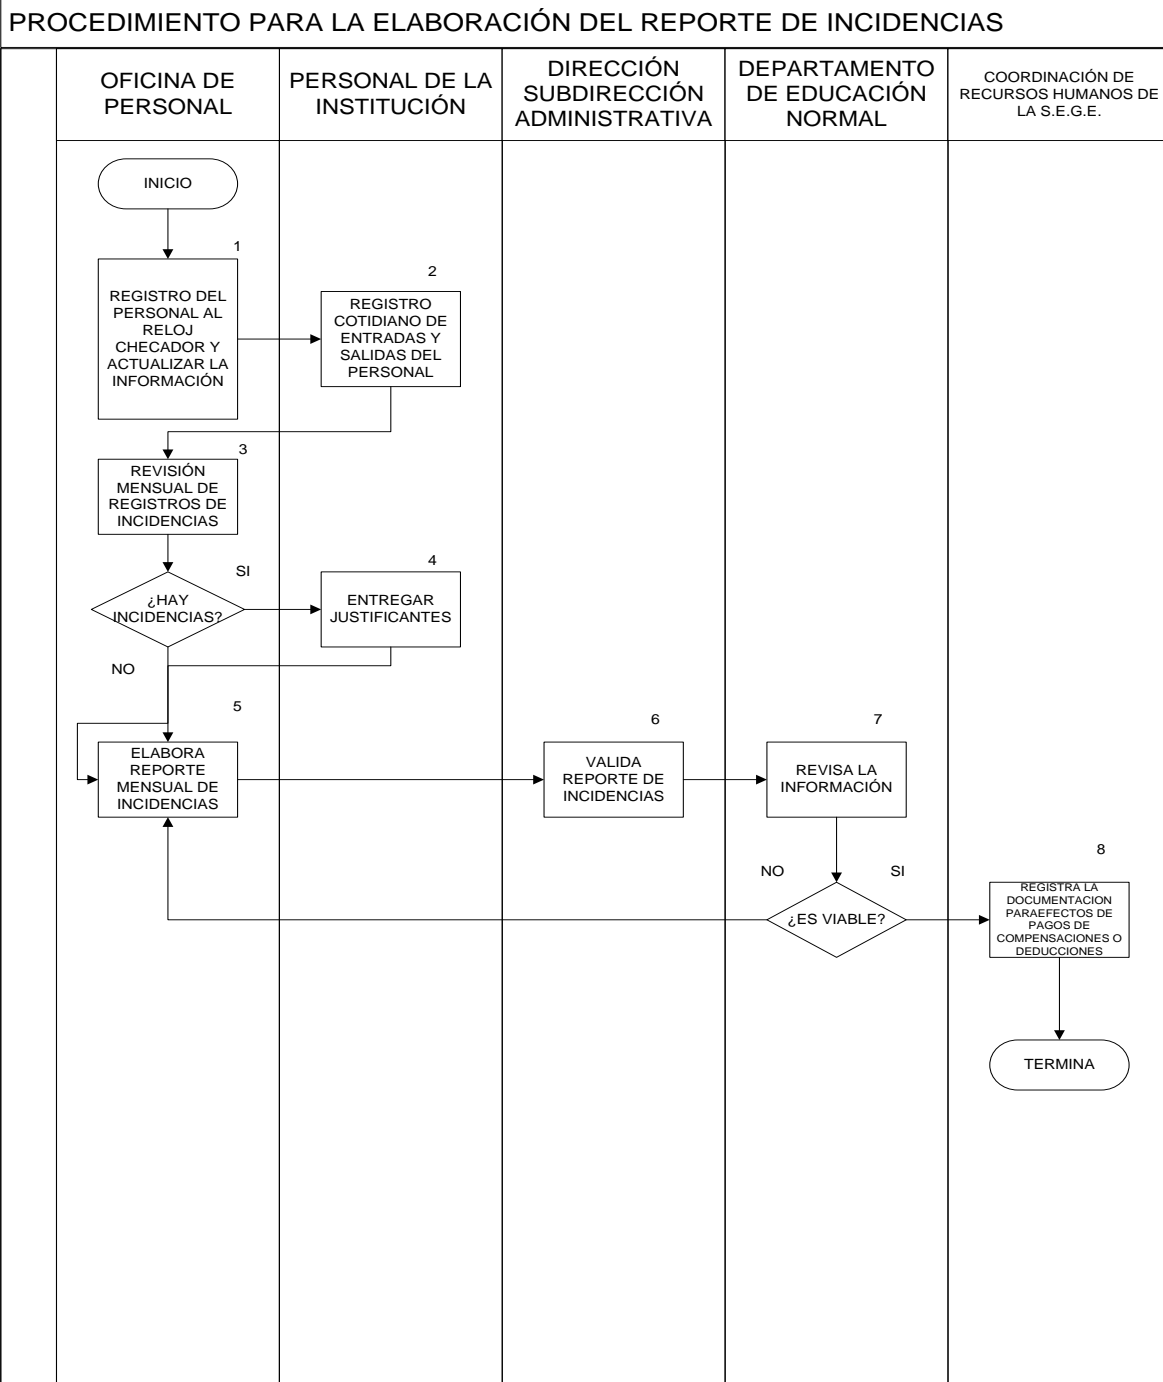 PROCEDIMIENTO PARA LA ELABORACIÓN DEL REPORTE DE INCIDENCIAS
OFICINA DE
PERSONAL
PERSONAL DE LA
INSTITUCIÓN
DIRECCIÓN
SUBDIRECCIÓN
ADMINISTRATIVA
DEPARTAMENTO
DE EDUCACIÓN
NORMAL
COORDINACIÓN DE
RECURSOS HUMANOS DE
LA S.E.G.E.
INICIO
1
REGISTRO DEL
PERSONAL AL
RELOJ
CHECADOR Y
ACTUALIZAR LA
INFORMACIÓN
2
REGISTRO
COTIDIANO DE
ENTRADAS Y
SALIDAS DEL
PERSONAL
3
REVISIÓN
MENSUAL DE
REGISTROS DE
INCIDENCIAS
¿HAY
INCIDENCIAS?
SI
NO
4
ENTREGAR
JUSTIFICANTES
5
ELABORA
REPORTE
MENSUAL DE
INCIDENCIAS
6
VALIDA
REPORTE DE
INCIDENCIAS
7
REVISA LA
INFORMACIÓN
NO
SI
¿ES VIABLE?
8
REGISTRA LA
DOCUMENTACION
PARAEFECTOS DE
PAGOS DE
COMPENSACIONES O
DEDUCCIONES
TERMINA